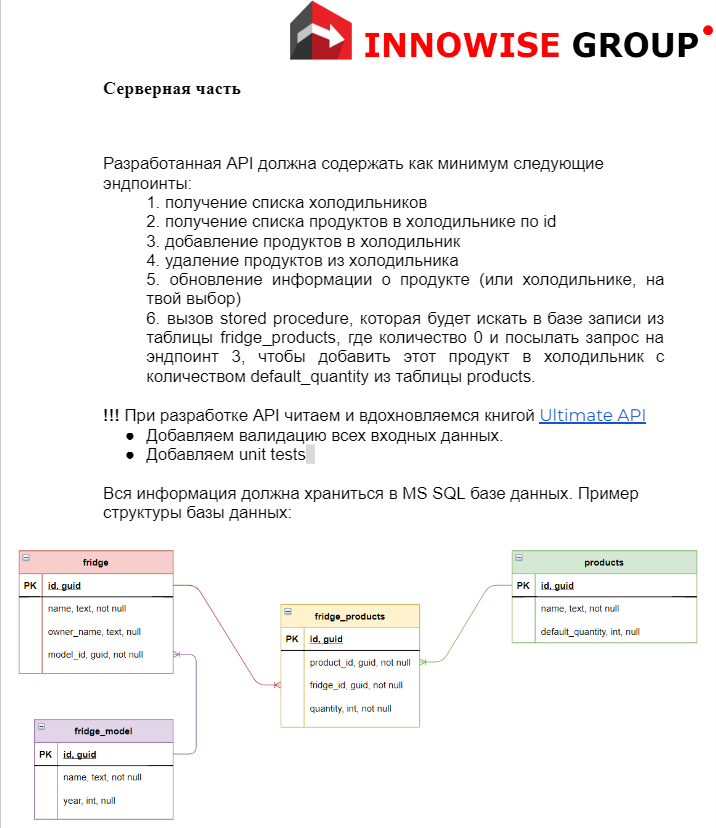 INNOWISE GROUP
Серверная часть
Разработанная API должна содержать как минимум следующие
эндпоинты:
1. получение списка холодильников
2. получение списка продуктов в холодильнике по id
3. добавление продуктов в холодильник
4. удаление продуктов из холодильника
5. обновление информации о продукте (или холодильнике, на
твой выбор)
6. вызов stored procedure, которая будет искать в базе записи из
таблицы fridge_products, где количество 0 и посылать запрос на
эндпоинт 3, чтобы добавить этот продукт в холодильник с
количеством default_quantity из таблицы products.
!!! При разработке API читаем и вдохновляемся книгой Ultimate API
● Добавляем валидацию всех входных данных.
● Добавляем unit tests
Вся информация должна храниться в MS SQL базе данных. Пример
структуры базы данных:
fridge
PK id, guid
name, text, not null
owner_name, text, null
model_id, guid, not null
fridge_products
PK id, guid
product_id, guid, not null
fridge_id, guid, not null
quantity, int, not null
products
PK id, guid
name, text, not null
default_quantity, int, null
fridge_model
PK id, guid
name, text, not null
year, int, null